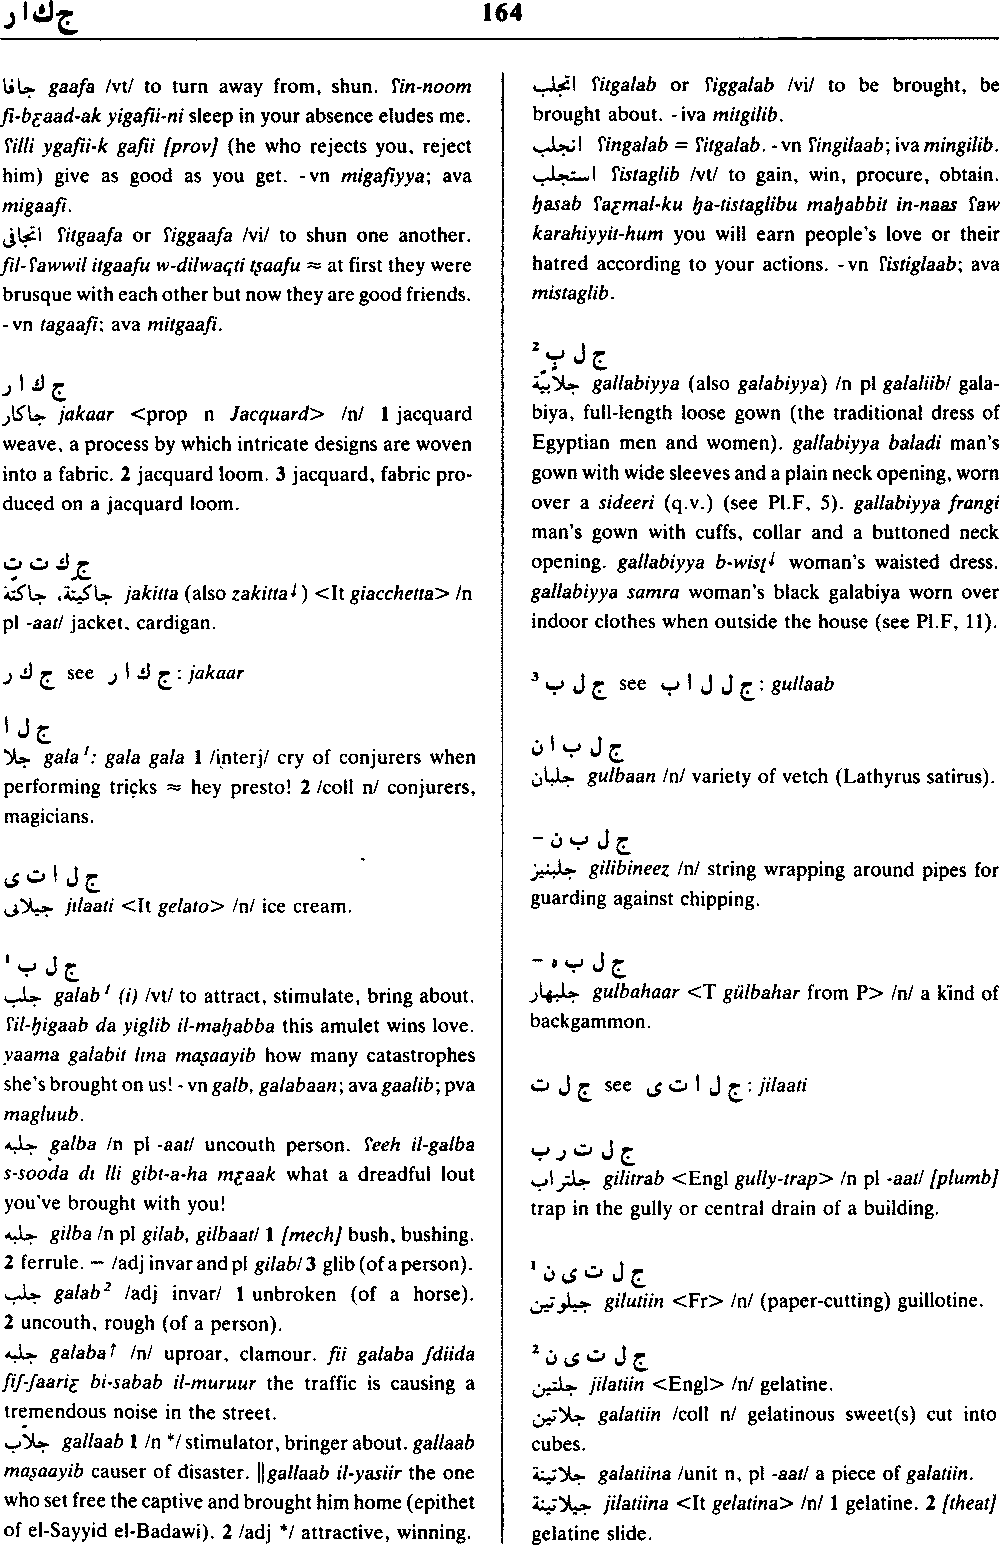 ج ك ا ر
164
جافا gaafa /vt/ to turn away from, shun. ʕin-noom
fi-bɛaad-ak yigafii-ni sleep in your absence eludes me.
ʕilli ygafii-k gafii [prov] (he who rejects you, reject
him) give as good as you get. -vn migafiyya; ava
migaafi.
اتجافى ʕitgaafa or ʕiggaafa /vi/ to shun one another.
fil-ʕawwil itgaafu w-dilwaqti tṣaafu ≈ at first they were
brusque with each other but now they are good friends.
-vn tagaafi; ava mitgaafi.
ج ك ا ر
جاكار jakaar <prop n Jacquard> /n/ 1 jacquard
weave, a process by which intricate designs are woven
into a fabric. 2 jacquard loom. 3 jacquard, fabric pro-
duced on a jacquard loom.
چ ك ت ت
جاكيتة، جاكتة jakitta (also zakitta↓) <It giacchetta> /n
pl -aat/ jacket, cardigan.
ج ك ر see ج ك ا ر : jakaar
ج ل ا
جلا gala¹: gala gala 1 /interj/ cry of conjurers when
performing tricks ≈ hey presto! 2 /coll n/ conjurers,
magicians.
ج ل ا ت ى
جيلاتى jilaati <It gelato> /n/ ice cream.
ج ل ب ¹
جلب galab¹ (i) /vt/ to attract, stimulate, bring about.
ʕil-ḥigaab da yiglib il-maḥabba this amulet wins love.
yaama galabit lina maṣaayib how many catastrophes
she's brought on us! -vn galb, galabaan; ava gaalib; pva
magluub.
جلبه galba /n pl -aat/ uncouth person. ʕeeh il-galba
s-sooda di lli gibt-a-ha mɛaak what a dreadful lout
you've brought with you!
جلبه gilba /n pl gilab, gilbaat/ 1 [mech] bush, bushing.
2 ferrule. – /adj invar and pl gilab/ 3 glib (of a person).
جلب galab² /adj invar/ 1 unbroken (of a horse).
2 uncouth, rough (of a person).
جلبه galaba↑ /n/ uproar, clamour. fii galaba ʃdiida
fiʃ-ʃaariɛ bi-sabab il-muruur the traffic is causing a
tremendous noise in the street.
جلاّب gallaab 1 /n */ stimulator, bringer about. gallaab
maṣaayib causer of disaster. ||gallaab il-yasiir the one
who set free the captive and brought him home (epithet
of el-Sayyid el-Badawi). 2 /adj */ attractive, winning.
اتجلب ʕitgalab or ʕiggalab /vi/ to be brought, be
brought about. -iva mitgilib.
انجلب ʕingalab = ʕitgalab. -vn ʕingilaab; iva mingilib.
استجلب ʕistaglib /vt/ to gain, win, procure, obtain.
ḥasab ʕaɛmal-ku ḥa-tistaglibu maḥabbit in-naas ʕaw
karahiyyit-hum you will earn people's love or their
hatred according to your actions. -vn ʕistiglaab; ava
mistaglib.
ج ل ب ²
جلابيّة gallabiyya (also galabiyya) /n pl galaliib/ gala-
biya, full-length loose gown (the traditional dress of
Egyptian men and women). gallabiyya baladi man's
gown with wide sleeves and a plain neck opening, worn
over a sideeri (q.v.) (see Pl.F, 5). gallabiyya frangi
man's gown with cuffs, collar and a buttoned neck
opening. gallabiyya b-wisṭ↓ woman's waisted dress.
gallabiyya samra woman's black galabiya worn over
indoor clothes when outside the house (see Pl.F, 11).
ج ل ب ³ see ج ل ل ا ب : gullaab
ج ل ب ا ن
جلبان gulbaan /n/ variety of vetch (Lathyrus satirus).
ج ل ب ن –
جلبنيز gilibineez /n/ string wrapping around pipes for
guarding against chipping.
ج ل ب ه –
جلبهار gulbahaar <T gülbahar from P> /n/ a kind of
backgammon.
ج ل ت see ج ل ا ت ى : jilaati
ج ل ت ر ب
جلتراب gilitrab <Engl gully-trap> /n pl -aat/ [plumb]
trap in the gully or central drain of a building.
ج ل ت ى ن ¹
جيلوتين gilutiin <Fr> /n/ (paper-cutting) guillotine.
ج ل ت ى ن ²
جلتين jilatiin <Engl> /n/ gelatine.
جلاتين galatiin /coll n/ gelatinous sweet(s) cut into
cubes.
جلاتينة galatiina /unit n, pl -aat/ a piece of galatiin.
جيلاتينة jilatiina <It gelatina> /n/ 1 gelatine. 2 [theat]
gelatine slide.